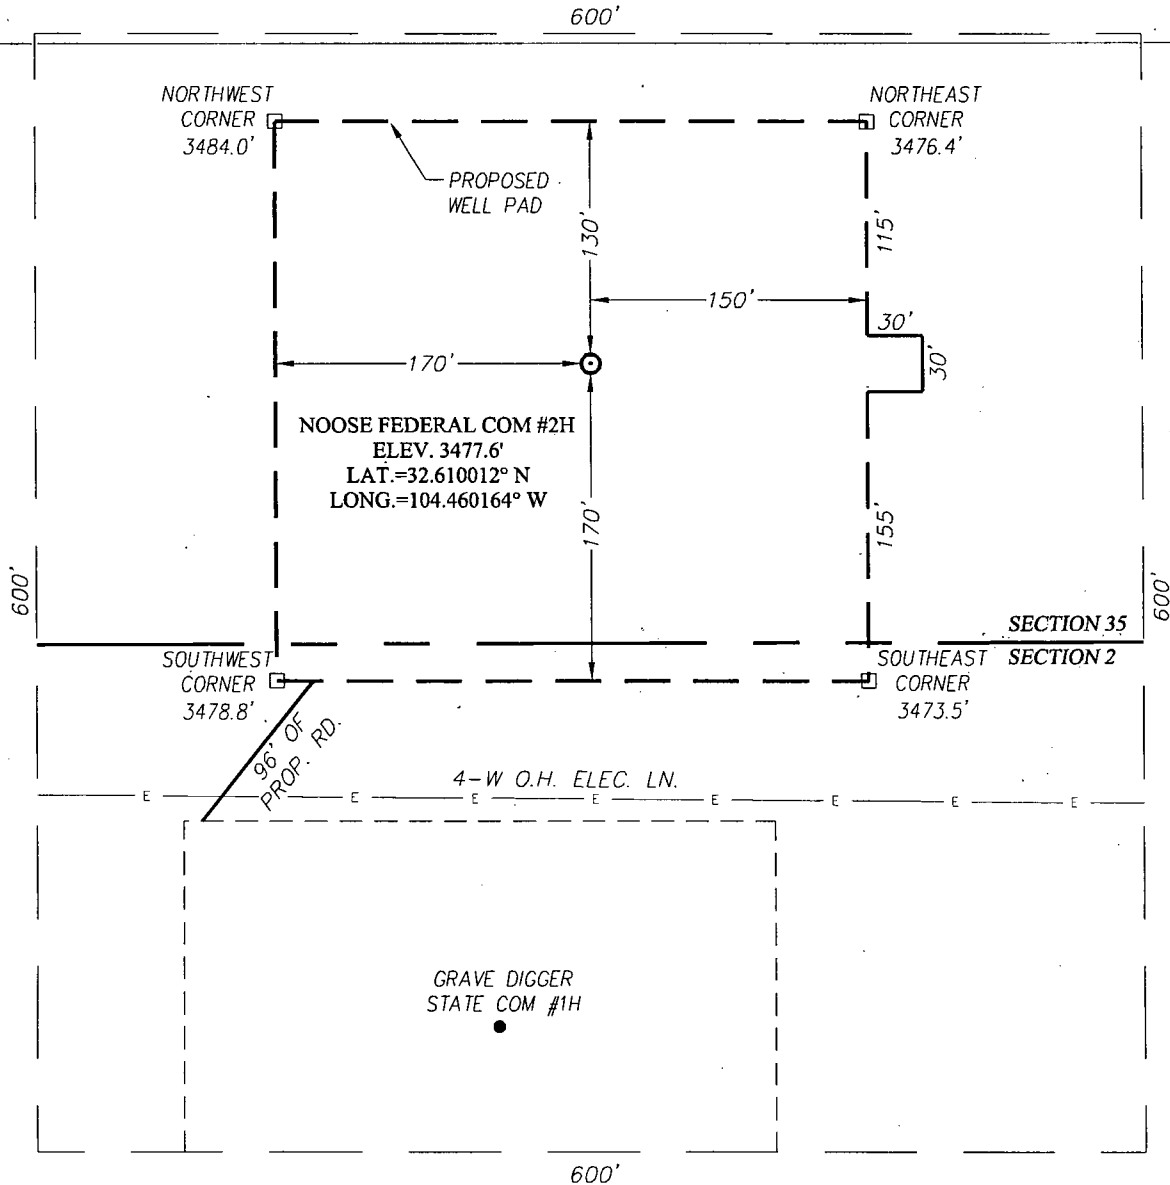 600'
NORTHWEST
CORNER
3484.0'
NORTHEAST
CORNER
3476.4'
PROPOSED
WELL PAD
130'
115'
150'
30'
30'
170'
NOOSE FEDERAL COM #2H
ELEV. 3477.6'
LAT.=32.610012° N
LONG.=104.460164° W
170'
155'
600'
600'
SECTION 35
SECTION 2
SOUTHWEST
CORNER
3478.8'
SOUTHEAST
CORNER
3473.5'
96' OF
PROP. RD.
4-W O.H. ELEC. LN.
E E E E E E E E
GRAVE DIGGER
STATE COM #1H
600'